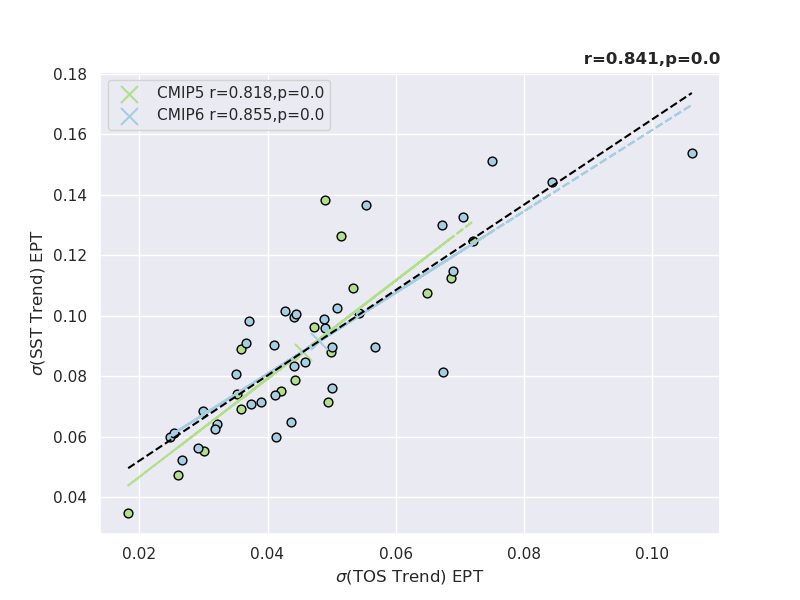 r=0.841,p=0.0
CMIP5 r=0.818,p=0.0
CMIP6 r=0.855,p=0.0
0.18
0.16
0.14
0.12
0.10
0.08
0.06
0.04
σ(SST Trend) EPT
0.02 0.04 0.06 0.08 0.10
σ(TOS Trend) EPT